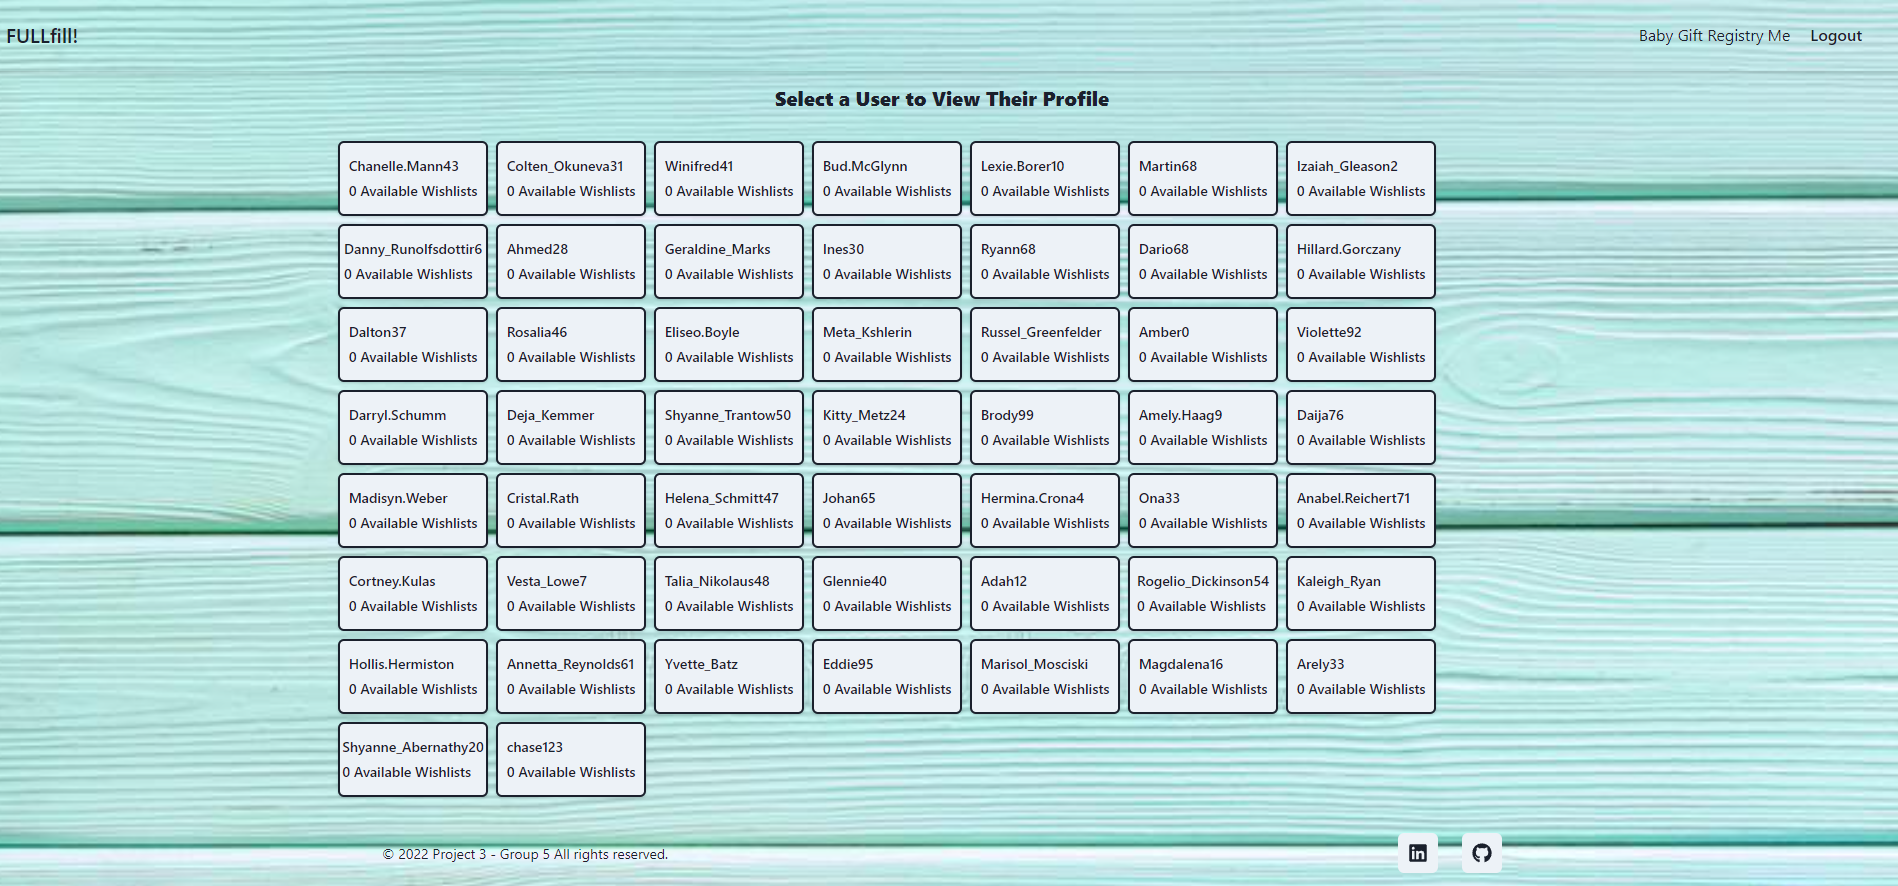 FULLfill!
Baby Gift Registry Me Logout
Select a User to View Their Profile
Chanelle.Mann43
0 Available Wishlists
Colten_Okuneva31
0 Available Wishlists
Winifred41
0 Available Wishlists
Bud.McGlynn
0 Available Wishlists
Lexie.Borer10
0 Available Wishlists
Martin68
0 Available Wishlists
Izaiah_Gleason2
0 Available Wishlists
Danny_Runolfsdottir6
0 Available Wishlists
Ahmed28
0 Available Wishlists
Geraldine_Marks
0 Available Wishlists
Ines30
0 Available Wishlists
Ryann68
0 Available Wishlists
Dario68
0 Available Wishlists
Hillard.Gorczany
0 Available Wishlists
Dalton37
0 Available Wishlists
Rosalia46
0 Available Wishlists
Eliseo.Boyle
0 Available Wishlists
Meta_Kshlerin
0 Available Wishlists
Russel_Greenfelder
0 Available Wishlists
Amber0
0 Available Wishlists
Violette92
0 Available Wishlists
Darryl.Schumm
0 Available Wishlists
Deja_Kemmer
0 Available Wishlists
Shyanne_Trantow50
0 Available Wishlists
Kitty_Metz24
0 Available Wishlists
Brody99
0 Available Wishlists
Amely.Haag9
0 Available Wishlists
Daija76
0 Available Wishlists
Madisyn.Weber
0 Available Wishlists
Cristal.Rath
0 Available Wishlists
Helena_Schmitt47
0 Available Wishlists
Johan65
0 Available Wishlists
Hermina.Crona4
0 Available Wishlists
Ona33
0 Available Wishlists
Anabel.Reichert71
0 Available Wishlists
Cortney.Kulas
0 Available Wishlists
Vesta_Lowe7
0 Available Wishlists
Talia_Nikolaus48
0 Available Wishlists
Glennie40
0 Available Wishlists
Adah12
0 Available Wishlists
Rogelio_Dickinson54
0 Available Wishlists
Kaleigh_Ryan
0 Available Wishlists
Hollis.Hermiston
0 Available Wishlists
Annetta_Reynolds61
0 Available Wishlists
Yvette_Batz
0 Available Wishlists
Eddie95
0 Available Wishlists
Marisol_Mosciski
0 Available Wishlists
Magdalena16
0 Available Wishlists
Arely33
0 Available Wishlists
Shyanne_Abernathy20
0 Available Wishlists
chase123
0 Available Wishlists
© 2022 Project 3 - Group 5 All rights reserved.
in